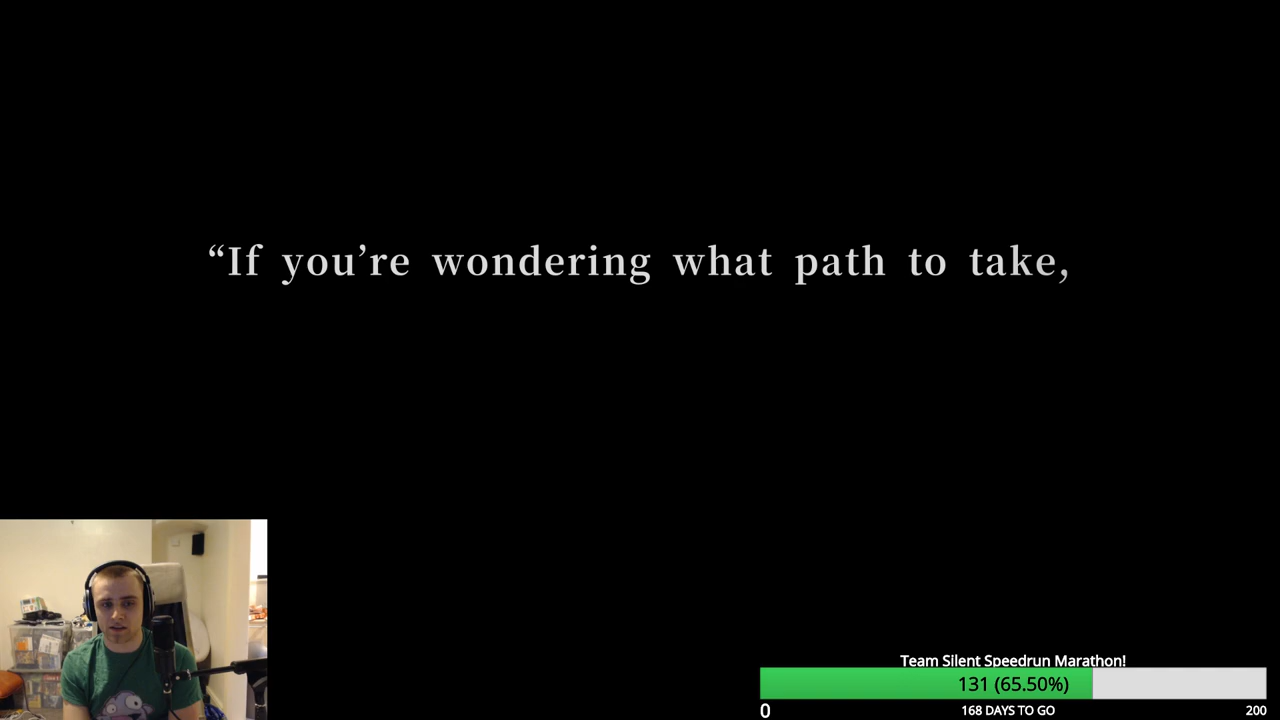 “If you’re wondering what path to take,
Team Silent Speedrun Marathon!
131 (65.50%)
0 168 DAYS TO GO 200